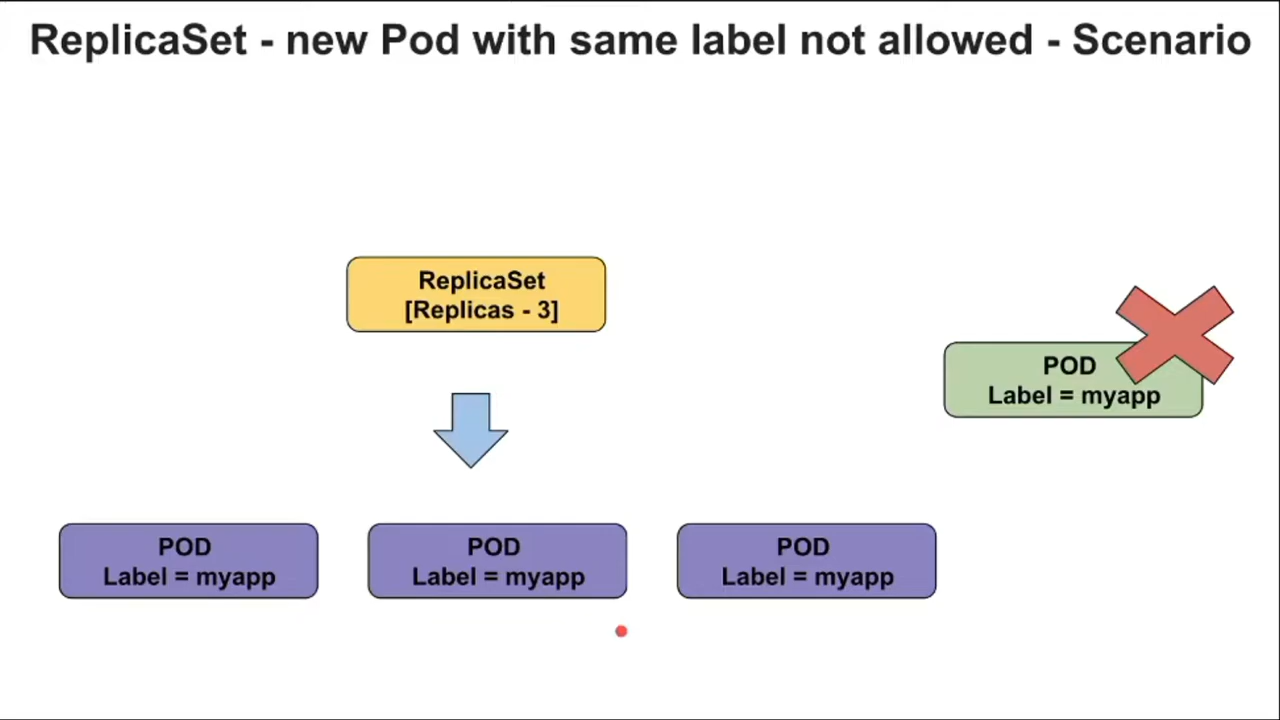 ReplicaSet - new Pod with same label not allowed - Scenario
ReplicaSet
[Replicas - 3]
POD
Label = myapp
POD
Label = myapp
POD
Label = myapp
POD
Label = myapp